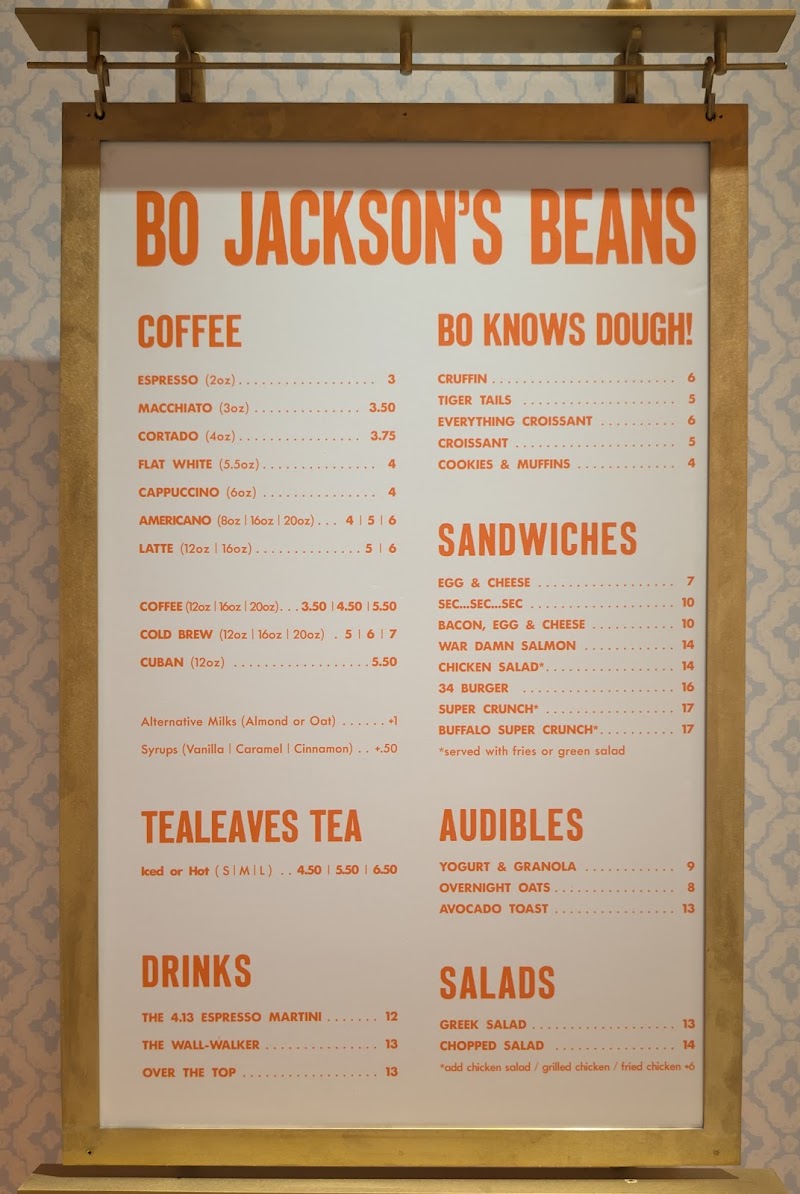 BO JACKSON'S BEANS
COFFEE
ESPRESSO (2oz) . . . . . . . . . . . . . . . . . . 3
MACCHIATO (3oz) . . . . . . . . . . . . . . 3.50
CORTADO (4oz) . . . . . . . . . . . . . . . . 3.75
FLAT WHITE (5.5oz) . . . . . . . . . . . . . . . 4
CAPPUCCINO (6oz) . . . . . . . . . . . . . . . 4
AMERICANO (8oz | 16oz | 20oz) . . . 4 | 5 | 6
LATTE (12oz | 16oz) . . . . . . . . . . . . . . 5 | 6
COFFEE (12oz | 16oz | 20oz) . . . 3.50 | 4.50 | 5.50
COLD BREW (12oz | 16oz | 20oz) . 5 | 6 | 7
CUBAN (12oz) . . . . . . . . . . . . . . . . . . 5.50
Alternative Milks (Almond or Oat) . . . . . . +1
Syrups (Vanilla | Caramel | Cinnamon) . . +.50
TEALEAVES TEA
Iced or Hot ( S | M | L ) . . 4.50 | 5.50 | 6.50
DRINKS
THE 4.13 ESPRESSO MARTINI . . . . . . . 12
THE WALL-WALKER . . . . . . . . . . . . . . . 13
OVER THE TOP . . . . . . . . . . . . . . . . . . 13
BO KNOWS DOUGH!
CRUFFIN . . . . . . . . . . . . . . . . . . . . . . . . 6
TIGER TAILS . . . . . . . . . . . . . . . . . . . . 5
EVERYTHING CROISSANT . . . . . . . . . . 6
CROISSANT . . . . . . . . . . . . . . . . . . . . . 5
COOKIES & MUFFINS . . . . . . . . . . . . . 4
SANDWICHES
EGG & CHEESE . . . . . . . . . . . . . . . . . . 7
SEC...SEC...SEC . . . . . . . . . . . . . . . . . . . 10
BACON, EGG & CHEESE . . . . . . . . . . . 10
WAR DAMN SALMON . . . . . . . . . . . . 14
CHICKEN SALAD* . . . . . . . . . . . . . . . . . 14
34 BURGER . . . . . . . . . . . . . . . . . . . . 16
SUPER CRUNCH* . . . . . . . . . . . . . . . . . . 17
BUFFALO SUPER CRUNCH* . . . . . . . . . . 17
*served with fries or green salad
AUDIBLES
YOGURT & GRANOLA . . . . . . . . . . . . 9
OVERNIGHT OATS . . . . . . . . . . . . . . . . 8
AVOCADO TOAST . . . . . . . . . . . . . . . . 13
SALADS
GREEK SALAD . . . . . . . . . . . . . . . . . . . 13
CHOPPED SALAD . . . . . . . . . . . . . . . . 14
*add chicken salad / grilled chicken / fried chicken +6